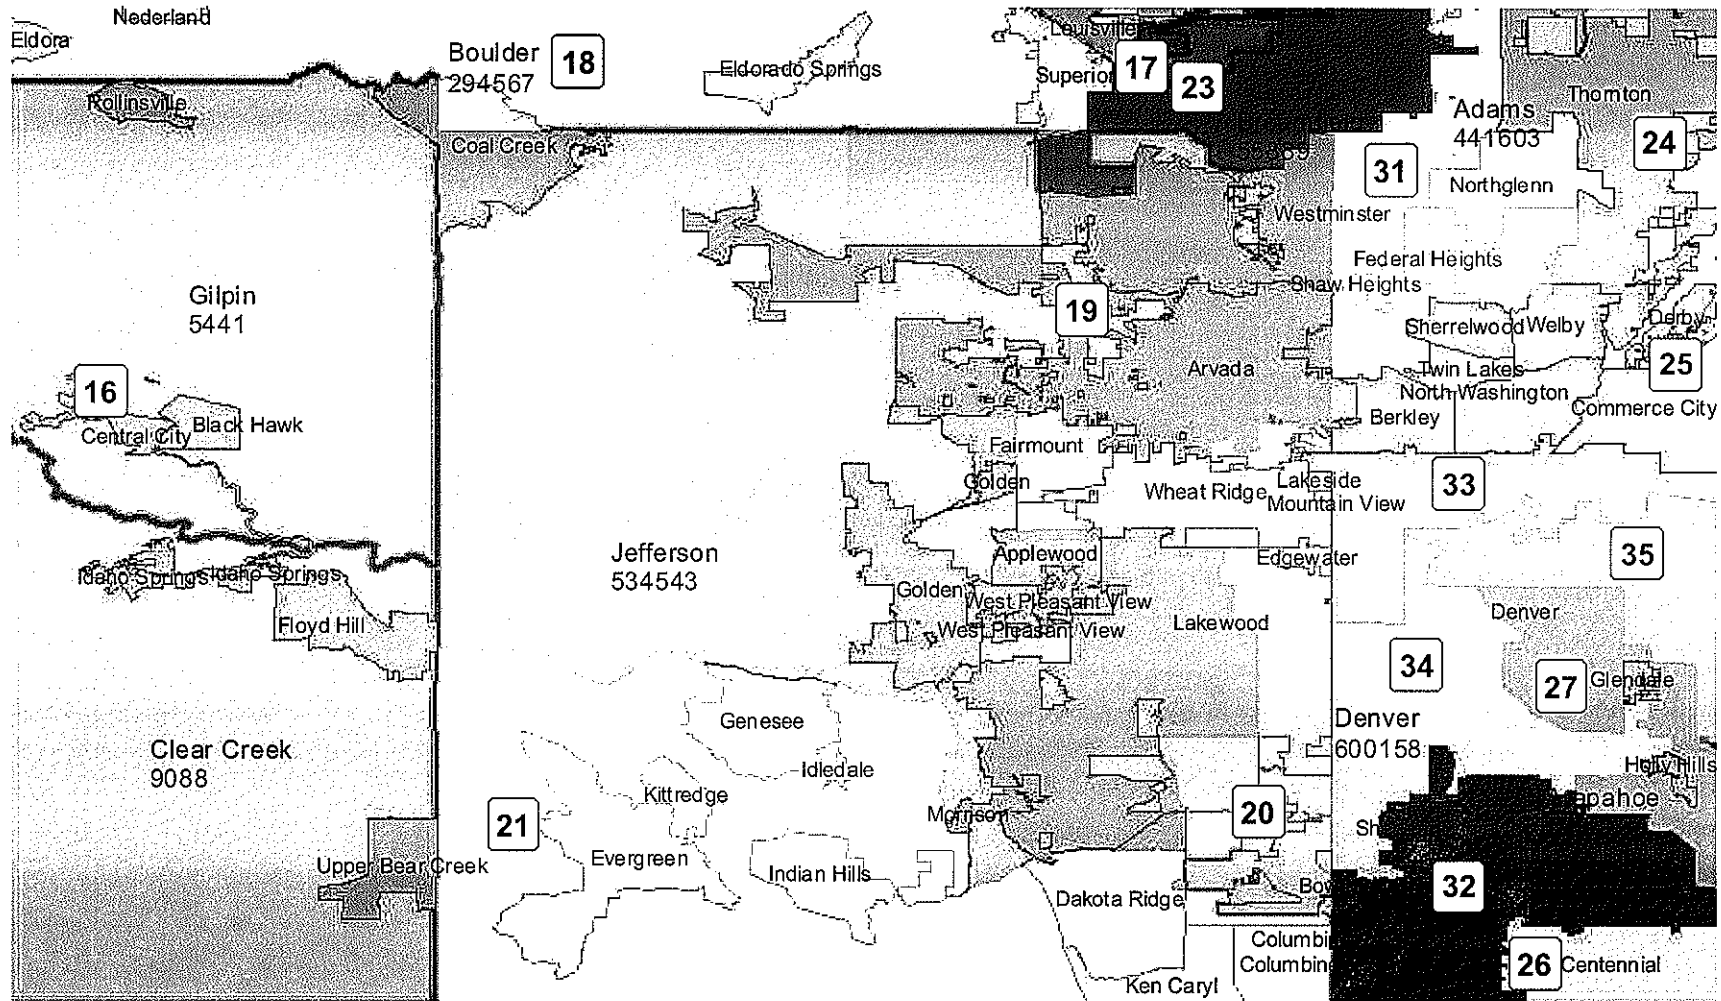 Nederland
Eldora
Boulder
294567
18
Eldorado Springs
Louisville
Superior
17
23
Rollinsville
Thornton
Adams
441603
24
Coal Creek
31
Northglenn
Westminster
Federal Heights
Shaw Heights
Gilpin
5441
19
Sherrelwood
Welby
Derby
16
Arvada
Twin Lakes
25
North Washington
Black Hawk
Central City
Berkley
Commerce City
Fairmount
Golden
Wheat Ridge
Lakeside
33
Mountain View
Jefferson
534543
Applewood
Edgewater
35
Idaho Springs
Idaho Springs
Golden
West Pleasant View
Denver
Floyd Hill
West Pleasant View
Lakewood
34
27
Glendale
Genesee
Denver
600158
Clear Creek
9088
Idledale
Holly Hills
Kittredge
apahoe
21
Morrison
20
Sh
Upper Bear Creek
Evergreen
Indian Hills
32
Bow
Dakota Ridge
Columbi
Columbin
26
Centennial
Ken Caryl